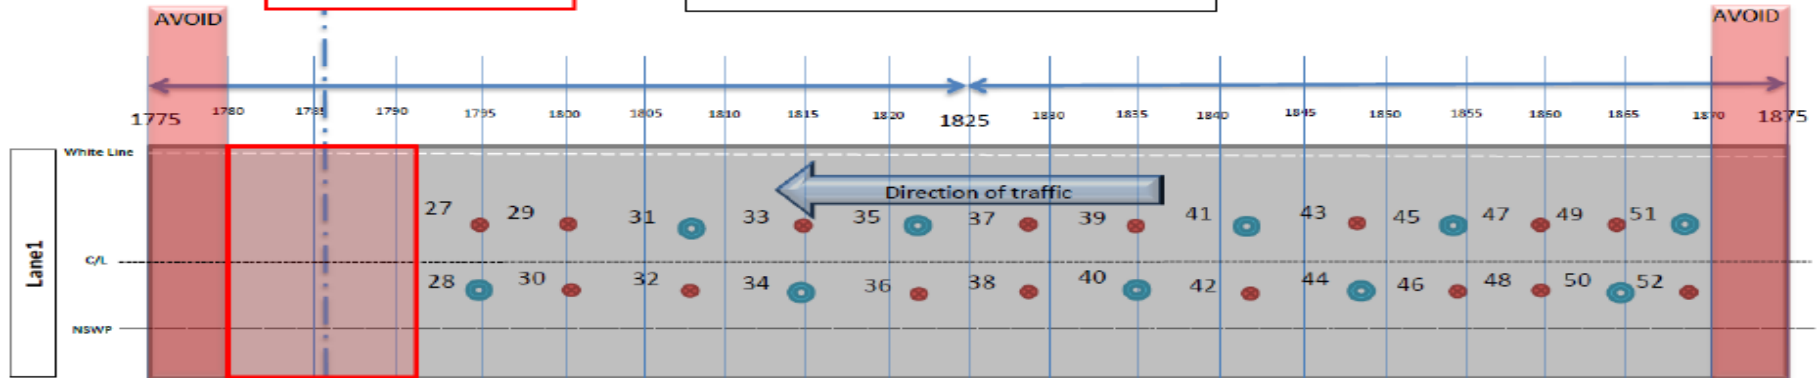 AVOID AVOID
1775 1780 1785 1790 1795 1800 1805 1810 1815 1820 1825 1830 1835 1840 1845 1850 1855 1860 1865 1870 1875
White Line
Direction of traffic
27 29 31 33 35 37 39 41 43 45 47 49 51
Lane1
C/L
28 30 32 34 36 38 40 42 44 46 48 50 52
NSWP